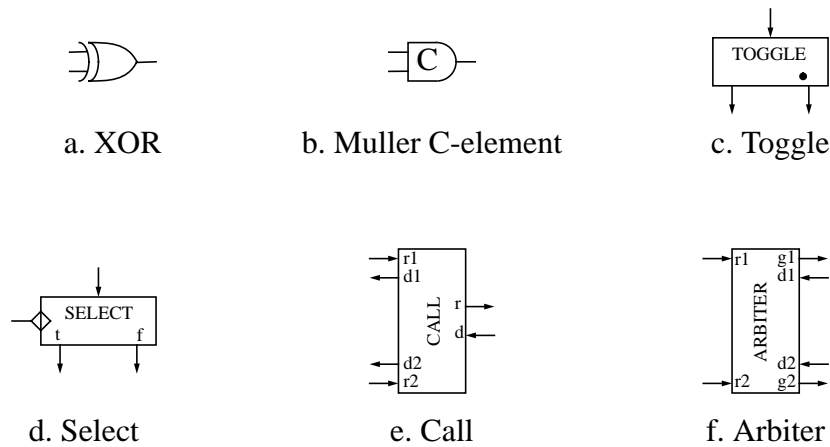 C
TOGGLE
a. XOR
b. Muller C-element
c. Toggle
SELECT
t
f
r1
d1
r
CALL
d
d2
r2
r1
g1
d1
ARBITER
d2
r2
g2
d. Select
e. Call
f. Arbiter